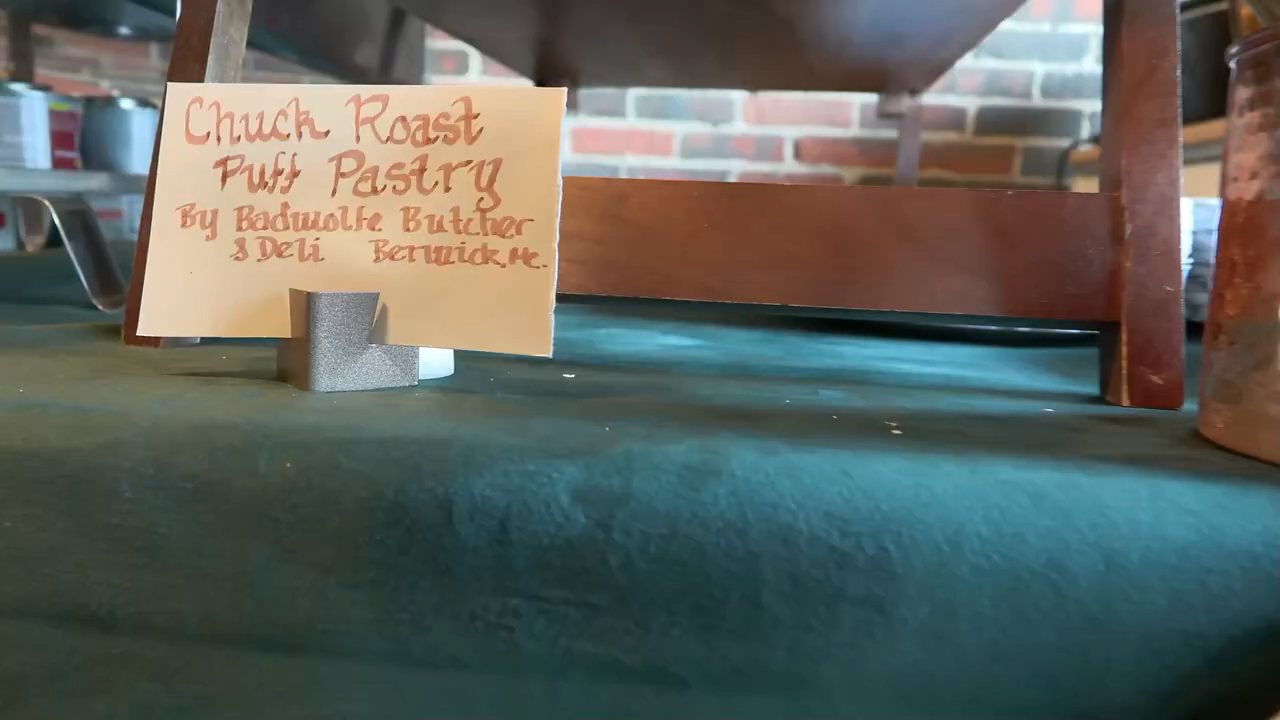 Chuck Roast
Puff Pastry
By Badwolfe Butcher
& Deli Berwick, Me.